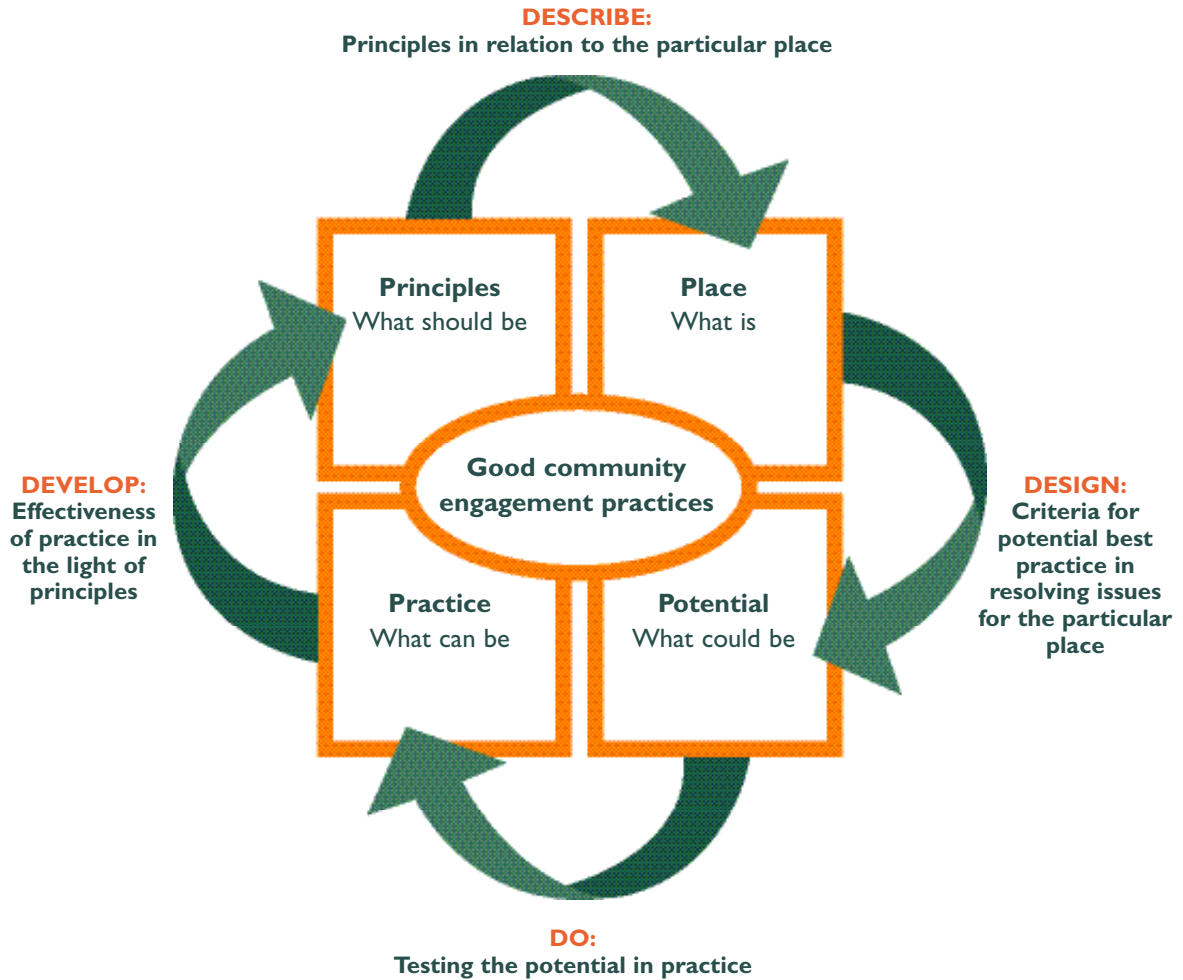 DESCRIBE:
Principles in relation to the particular place
Principles
What should be
Place
What is
Good community
engagement practices
DEVELOP:
Effectiveness
of practice in
the light of
principles
DESIGN:
Criteria for
potential best
practice in
resolving issues
for the particular
place
Practice
What can be
Potential
What could be
DO:
Testing the potential in practice